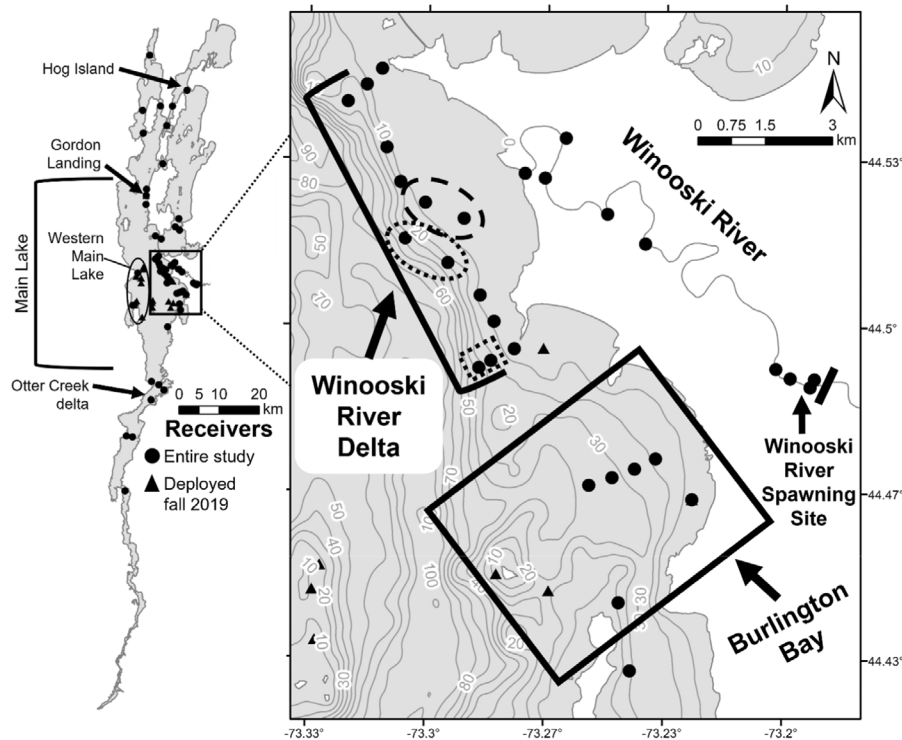 Hog Island
Gordon
Landing
Main Lake
Western
Main
Lake
Otter Creek
delta
0 5 10 20
km
Receivers
Entire study
Deployed
fall 2019
N
0 0.75 1.5 3
km
Winooski River
Winooski
River
Delta
Winooski
River
Spawning
Site
Burlington
Bay
10
10
0
90
80
50
70
20
60
50
20
30
70
10
20
100
30
20
80
50
40
10
20
10
30
44.53°
44.5°
44.47°
44.43°
-73.33
-73.3
-73.27
-73.23
-73.2